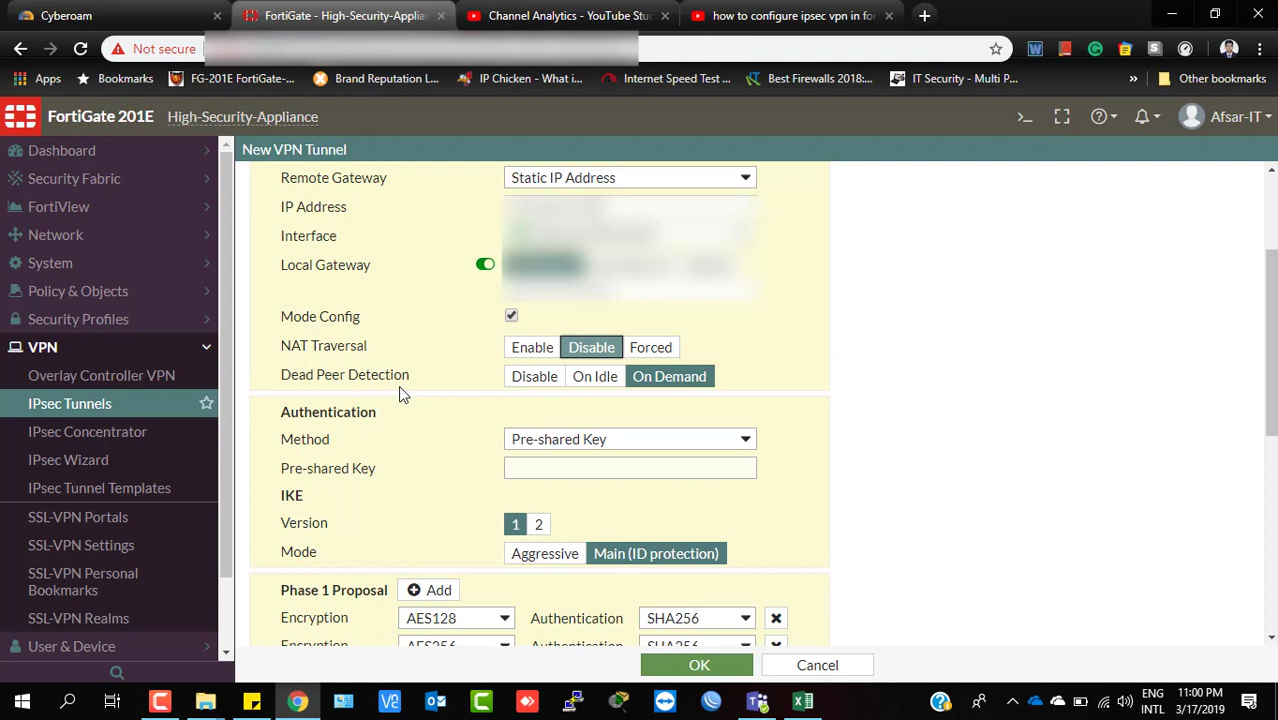 Cyberoam
FortiGate - High-Security-Applian
Channel Analytics - YouTube Stu
how to configure ipsec vpn in fo
Not secure
Apps
Bookmarks
FG-201E FortiGate-...
Brand Reputation L...
IP Chicken - What i...
Internet Speed Test ...
Best Firewalls 2018:...
IT Security - Multi P...
»
Other bookmarks
FortiGate 201E High-Security-Appliance
Afsar-IT
Dashboard
Security Fabric
FortiView
Network
System
Policy & Objects
Security Profiles
VPN
Overlay Controller VPN
IPsec Tunnels
IPsec Concentrator
IPsec Wizard
IPsec Tunnel Templates
SSL-VPN Portals
SSL-VPN Settings
SSL-VPN Personal
Bookmarks
SSL-VPN Realms
User & Device
New VPN Tunnel
Remote Gateway Static IP Address
IP Address
Interface
Local Gateway
Mode Config
NAT Traversal Enable Disable Forced
Dead Peer Detection Disable On Idle On Demand
Authentication
Method Pre-shared Key
Pre-shared Key
IKE
Version 1 2
Mode Aggressive Main (ID protection)
Phase 1 Proposal Add
Encryption AES128 Authentication SHA256
Encryption AES256 Authentication SHA256
OK Cancel
ENG 11:00 PM
INTL 3/17/2019